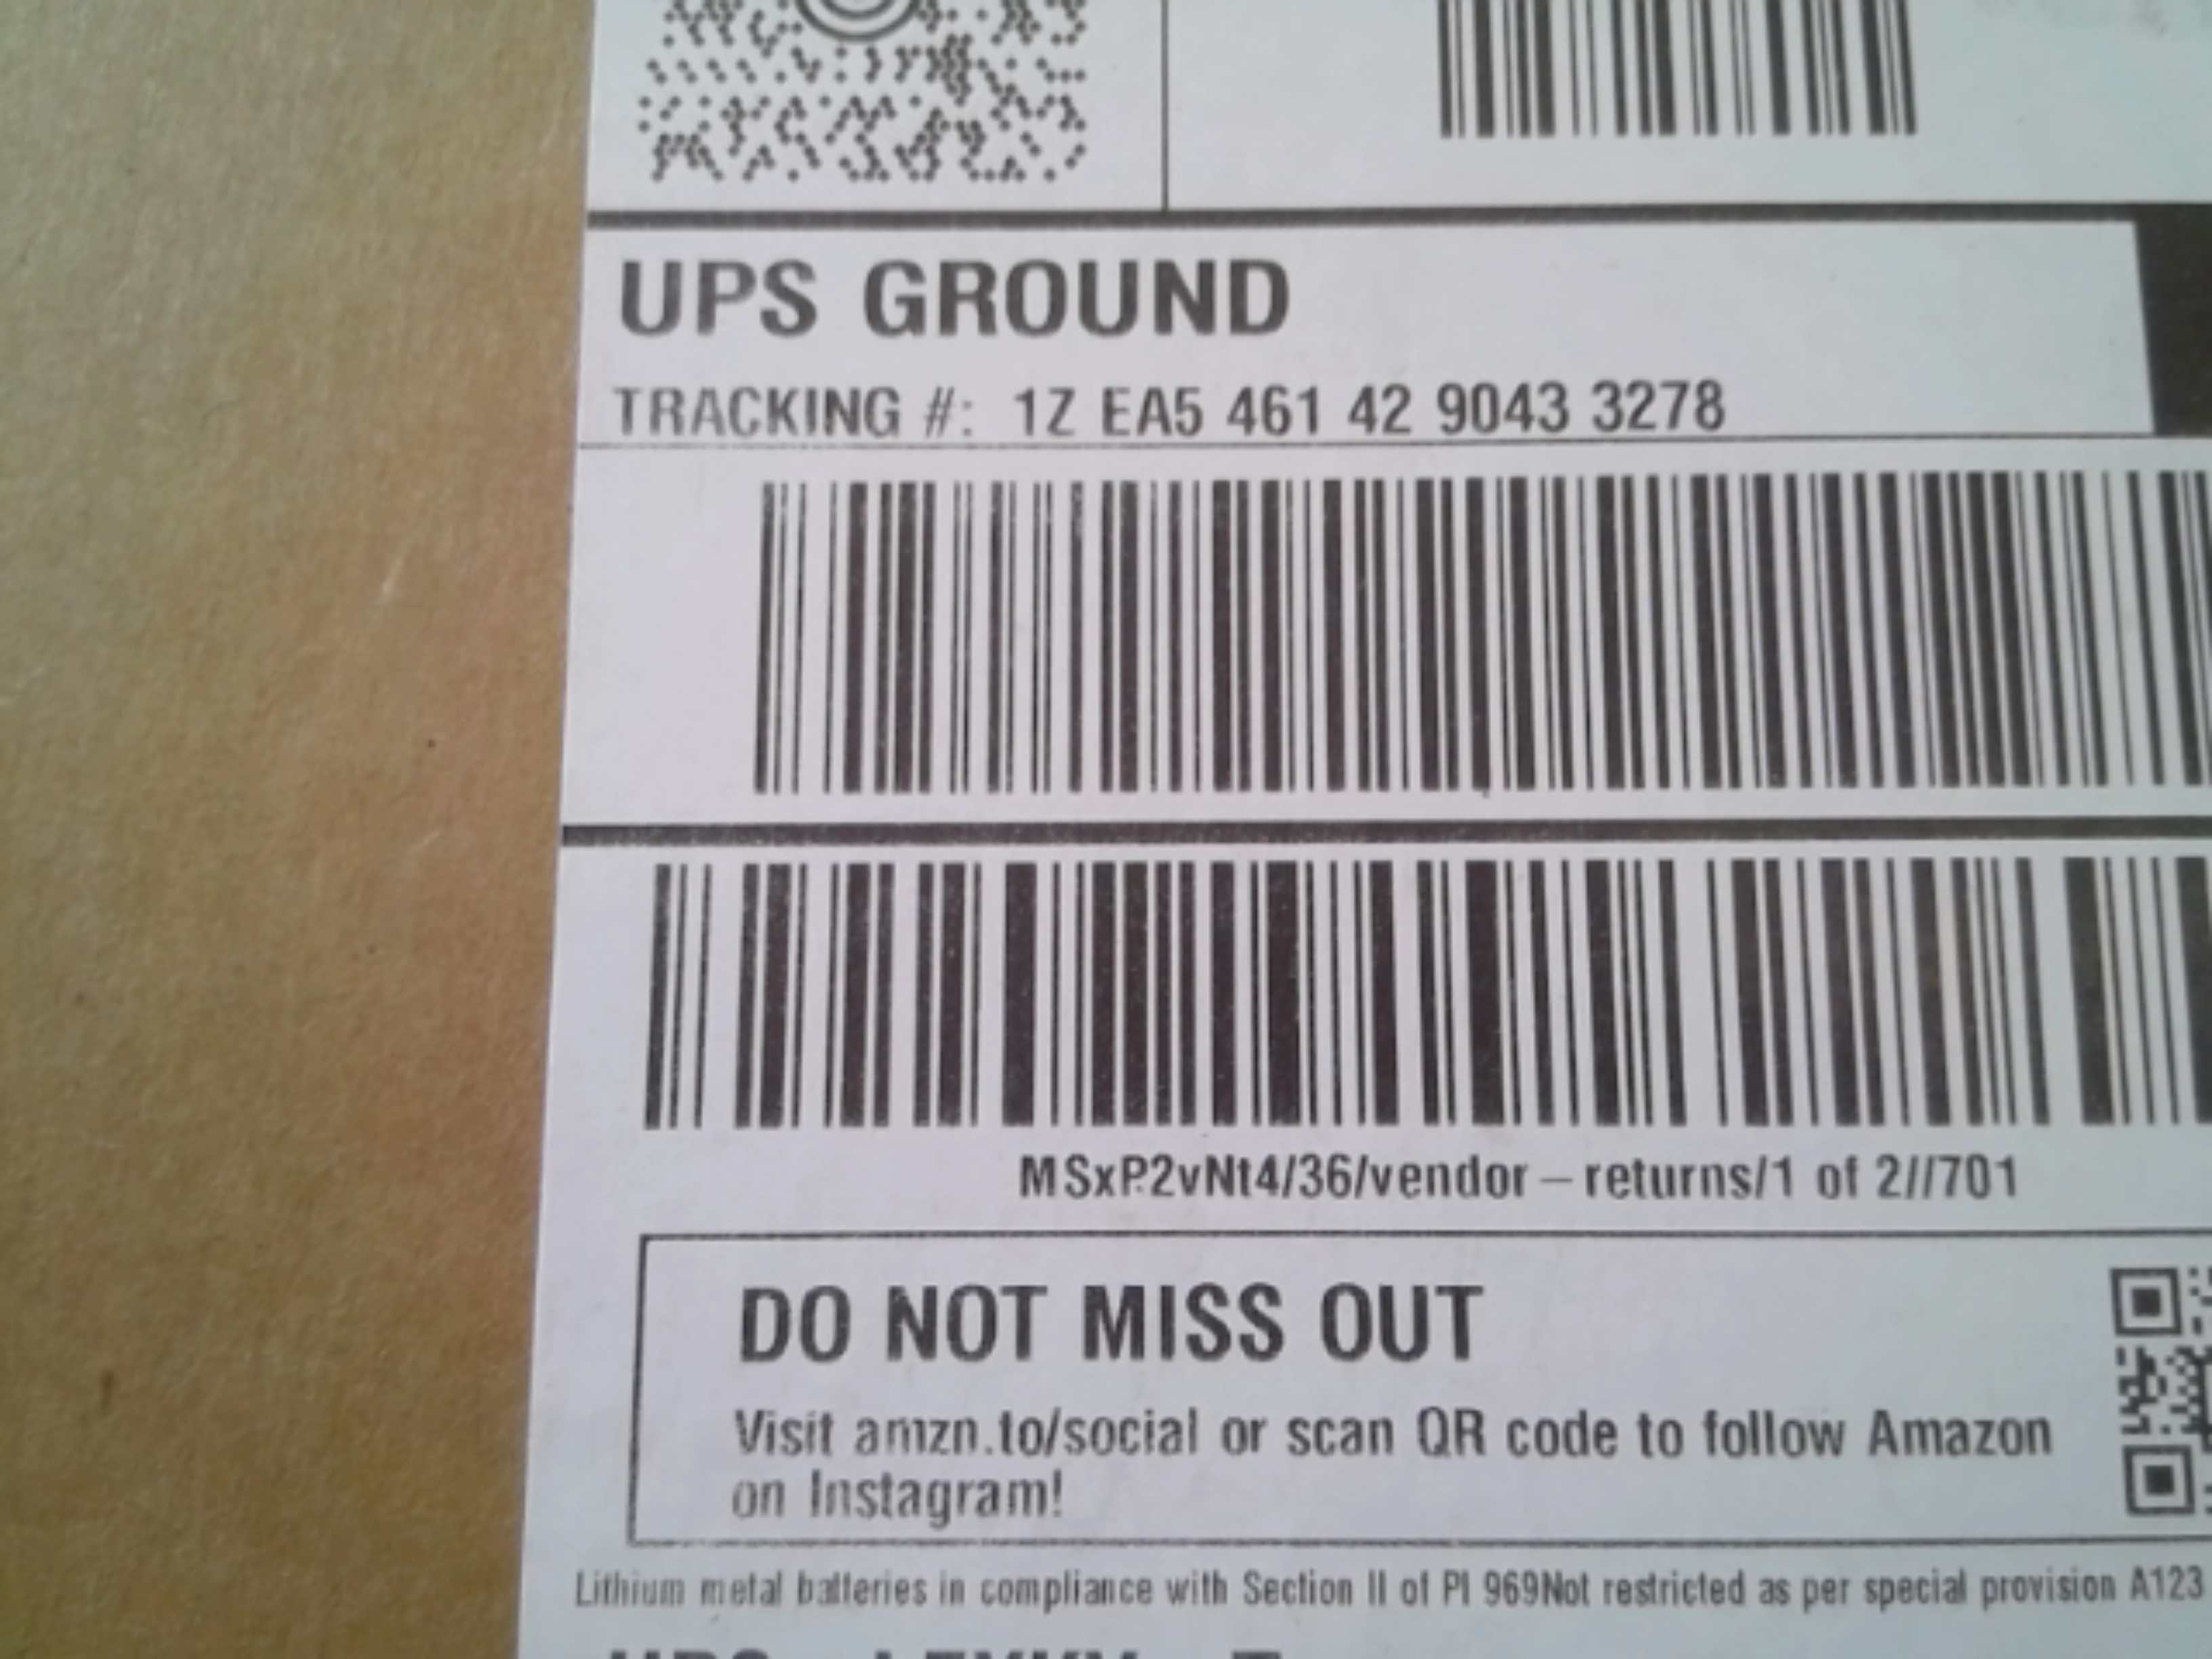 UPS GROUND
TRACKING #: 1Z EA5 461 42 9043 3278
MSxP2vNt4/36/vendor – returns/1 of 2//701
DO NOT MISS OUT
Visit amzn.to/social or scan QR code to follow Amazon
on Instagram!
Lithium metal batteries in compliance with Section II of PI 969Not restricted as per special provision A123